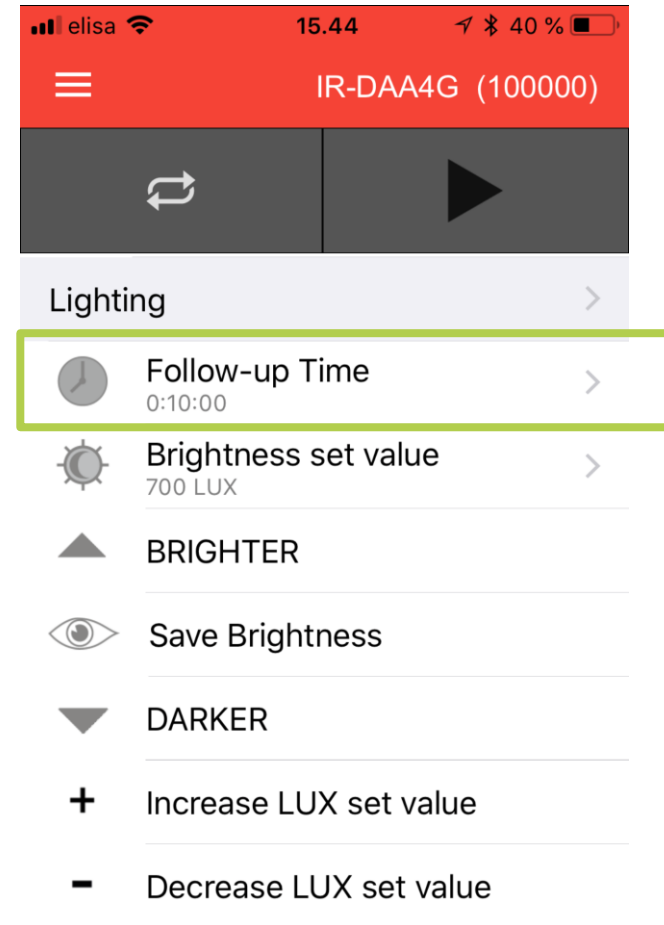 elisa 15.44 40 %
IR-DAA4G (100000)
Lighting
Follow-up Time
0:10:00
Brightness set value
700 LUX
BRIGHTER
Save Brightness
DARKER
+ Increase LUX set value
- Decrease LUX set value